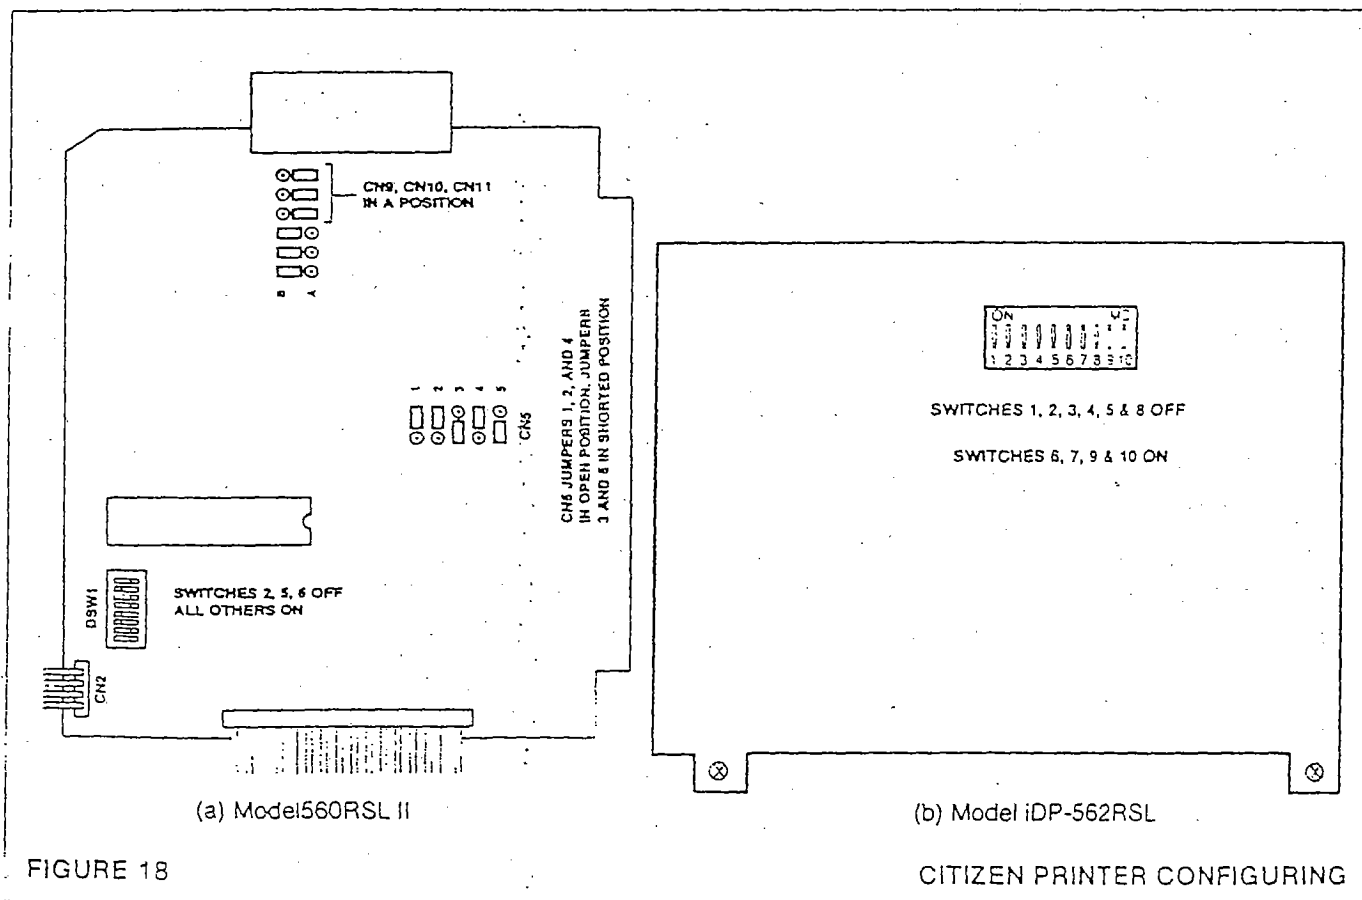 CN9, CN10, CN11
IN A POSITION
B A
1 2 3 4 5
CN5
CN5 JUMPERS 1, 2, AND 4
IN OPEN POSITION, JUMPERS
3 AND 5 IN SHORTED POSITION
DSW1
SWITCHES 2, 5, 6 OFF
ALL OTHERS ON
CN2
(a) Model560RSL II
ON
1 2 3 4 5 6 7 8 9 10
SWITCHES 1, 2, 3, 4, 5 & 8 OFF
SWITCHES 6, 7, 9 & 10 ON
(b) Model iDP-562RSL
FIGURE 18
CITIZEN PRINTER CONFIGURING